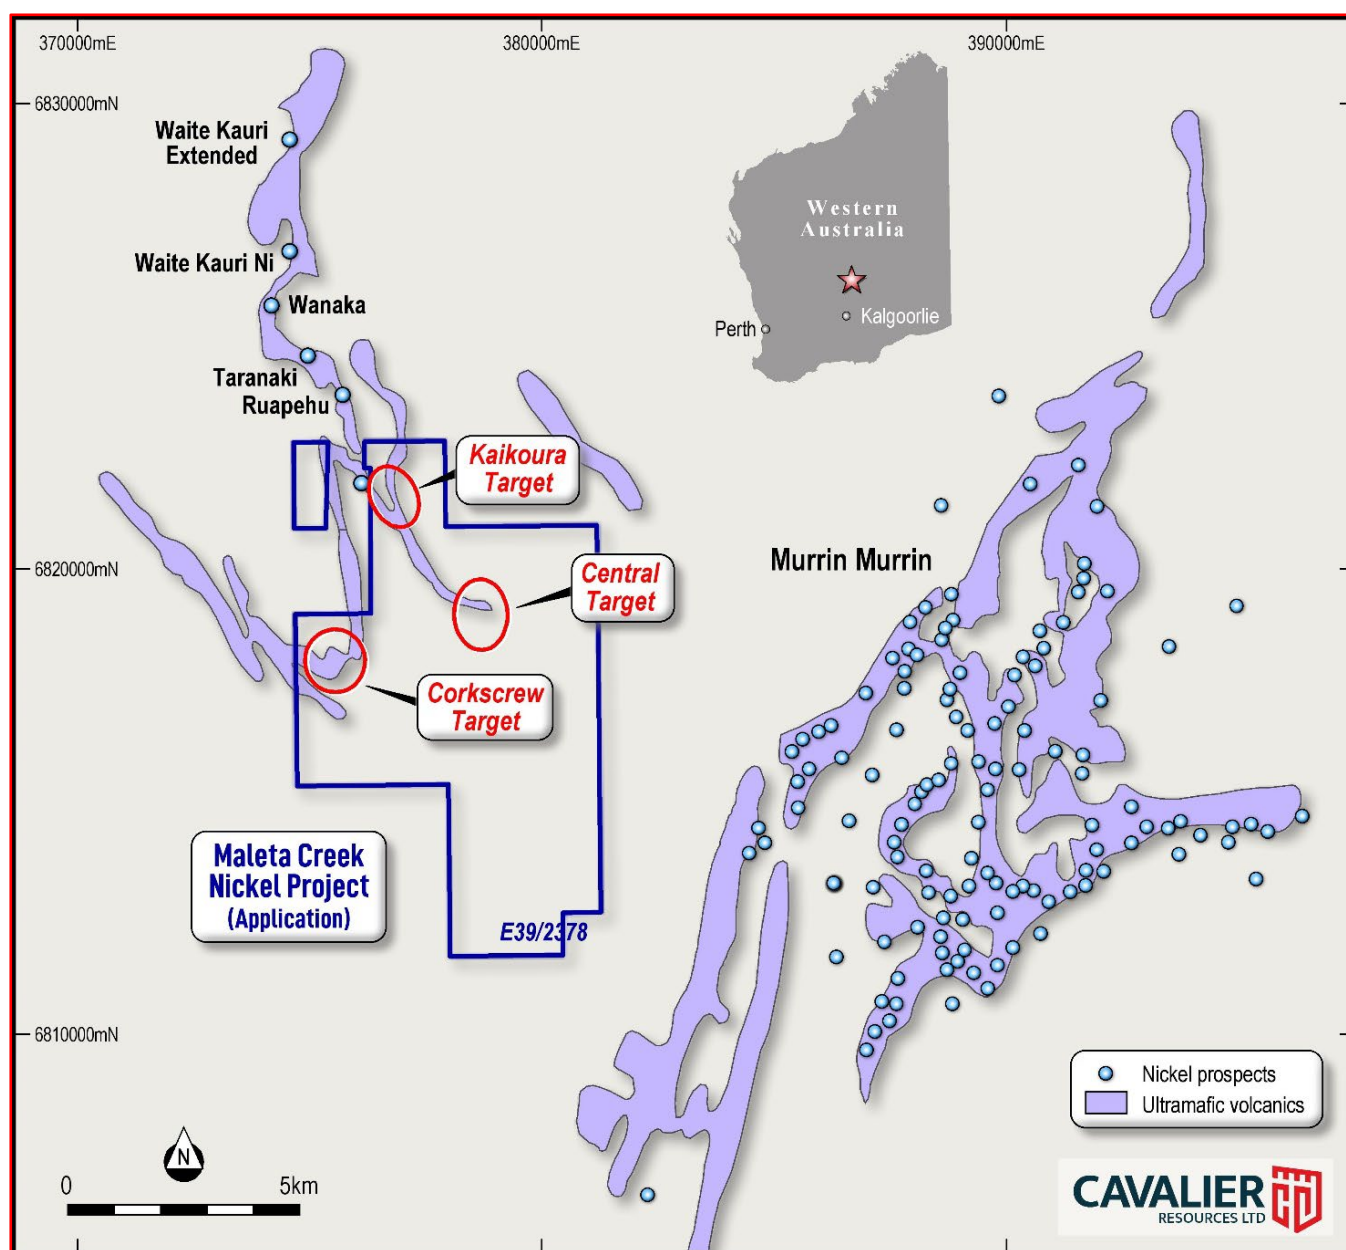 370000mE
380000mE
390000mE
6830000mN
Waite Kauri
Extended
Western
Australia
Waite Kauri Ni
Wanaka
Perth
Kalgoorlie
Taranaki
Ruapehu
Kaikoura
Target
6820000mN
Murrin Murrin
Central
Target
Corkscrew
Target
Maleta Creek
Nickel Project
(Application)
E39/2378
6810000mN
Nickel prospects
Ultramafic volcanics
N
0
5km
CAVALIER
RESOURCES LTD